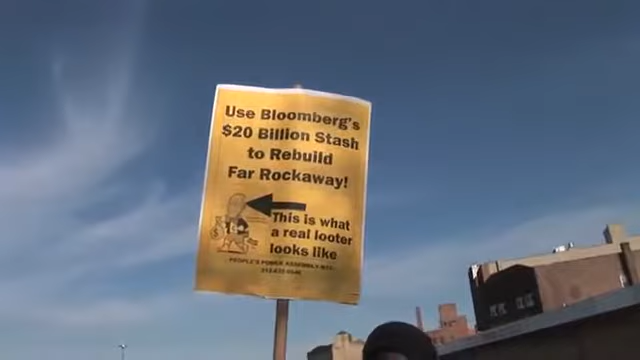 Use Bloomberg's
$20 Billion Stash
to Rebuild
Far Rockaway!
This is what
a real looter
looks like
PEOPLE'S POWER ASSEMBLY NYC